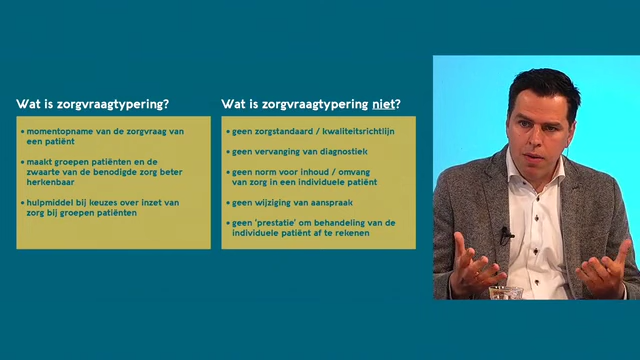 Wat is zorgvraagtypering?
• momentopname van de zorgvraag van
een patiënt
• maakt groepen patiënten en de
zwaarte van de benodigde zorg beter
herkenbaar
• hulpmiddel bij keuzes over inzet van
zorg bij groepen patiënten
Wat is zorgvraagtypering niet?
• geen zorgstandaard / kwaliteitsrichtlijn
• geen vervanging van diagnostiek
• geen norm voor inhoud / omvang
van zorg in een individuele patiënt
• geen wijziging van aanspraak
• geen ‘prestatie’ om behandeling van de
individuele patiënt af te rekenen